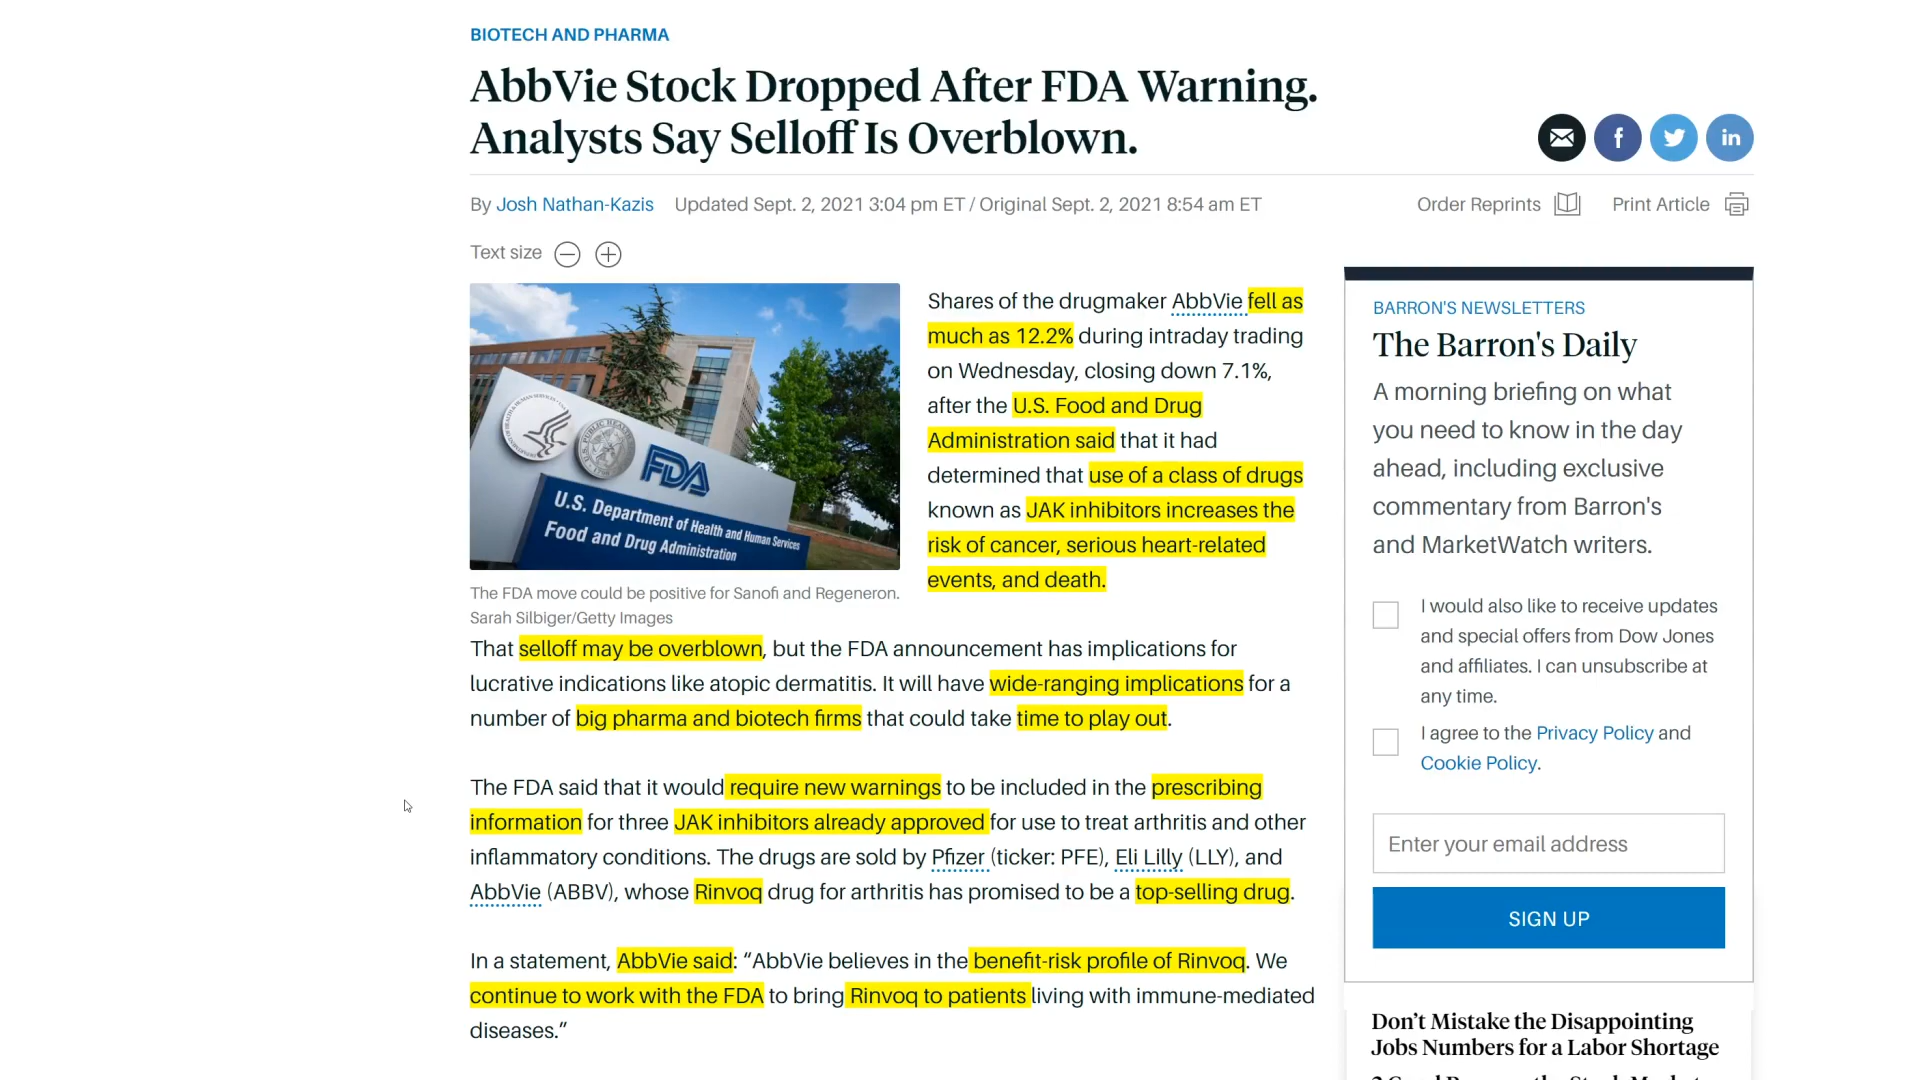 BIOTECH AND PHARMA
AbbVie Stock Dropped After FDA Warning.
Analysts Say Selloff Is Overblown.
By Josh Nathan-Kazis Updated Sept. 2, 2021 3:04 pm ET / Original Sept. 2, 2021 8:54 am ET
Order Reprints
Print Article
Text size
FDA
U.S. Department of Health and Human Services
Food and Drug Administration
The FDA move could be positive for Sanofi and Regeneron.
Sarah Silbiger/Getty Images
Shares of the drugmaker AbbVie fell as
much as 12.2% during intraday trading
on Wednesday, closing down 7.1%,
after the U.S. Food and Drug
Administration said that it had
determined that use of a class of drugs
known as JAK inhibitors increases the
risk of cancer, serious heart-related
events, and death.
That selloff may be overblown, but the FDA announcement has implications for
lucrative indications like atopic dermatitis. It will have wide-ranging implications for a
number of big pharma and biotech firms that could take time to play out.
The FDA said that it would require new warnings to be included in the prescribing
information for three JAK inhibitors already approved for use to treat arthritis and other
inflammatory conditions. The drugs are sold by Pfizer (ticker: PFE), Eli Lilly (LLY), and
AbbVie (ABBV), whose Rinvoq drug for arthritis has promised to be a top-selling drug.
In a statement, AbbVie said: “AbbVie believes in the benefit-risk profile of Rinvoq. We
continue to work with the FDA to bring Rinvoq to patients living with immune-mediated
diseases.”
BARRON'S NEWSLETTERS
The Barron's Daily
A morning briefing on what
you need to know in the day
ahead, including exclusive
commentary from Barron's
and MarketWatch writers.
I would also like to receive updates
and special offers from Dow Jones
and affiliates. I can unsubscribe at
any time.
I agree to the Privacy Policy and
Cookie Policy.
Enter your email address
SIGN UP
Don’t Mistake the Disappointing
Jobs Numbers for a Labor Shortage